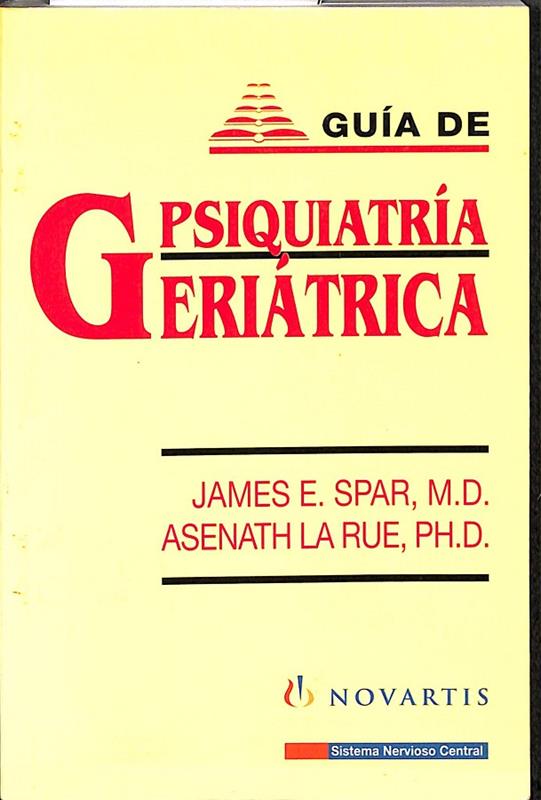 GUÍA DE
PSIQUIATRÍA
GERIÁTRICA
JAMES E. SPAR, M.D.
ASENATH LA RUE, PH.D.
NOVARTIS
Sistema Nervioso Central